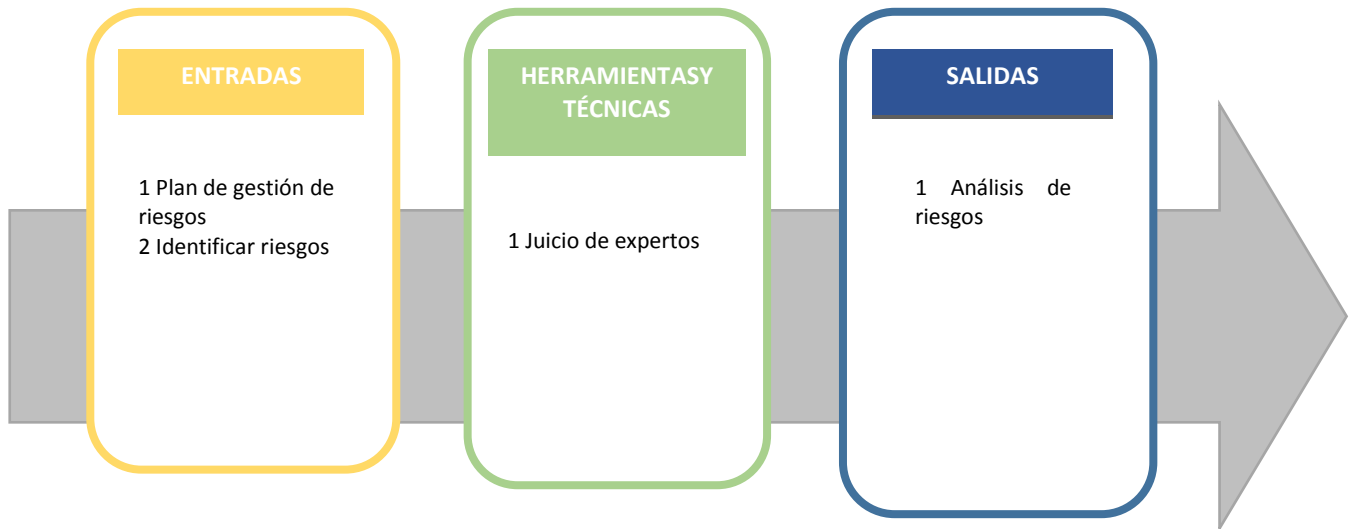 ENTRADAS
1 Plan de gestión de
riesgos
2 Identificar riesgos
HERRAMIENTASY
TÉCNICAS
1 Juicio de expertos
SALIDAS
1 Análisis de
riesgos